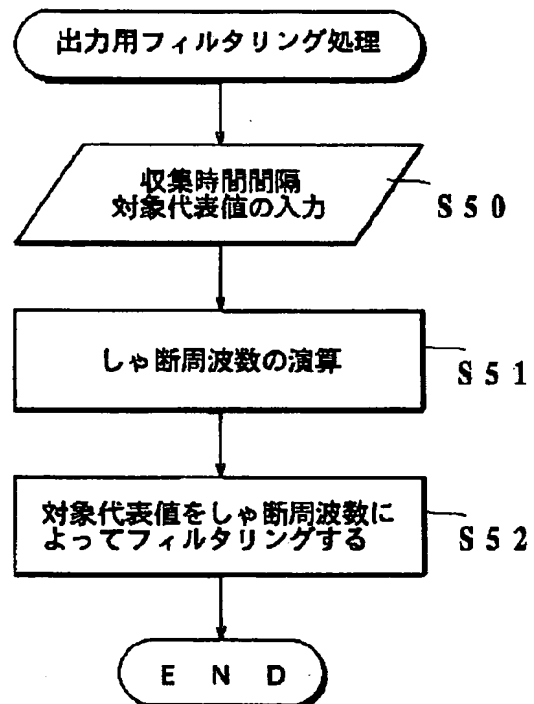 出力用フィルタリング処理
収集時間間隔
対象代表値の入力
S50
しゃ断周波数の演算
S51
対象代表値をしゃ断周波数に
よってフィルタリングする
S52
END